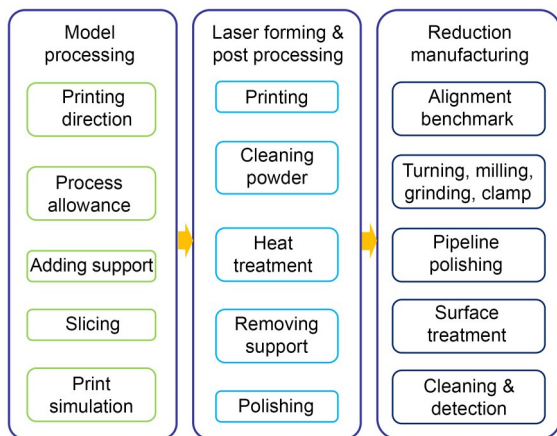 Model
processing
Printing
direction
Process
allowance
Adding support
Slicing
Print
simulation
Laser forming &
post processing
Printing
Cleaning
powder
Heat
treatment
Removing
support
Polishing
Reduction
manufacturing
Alignment
benchmark
Turning, milling,
grinding, clamp
Pipeline
polishing
Surface
treatment
Cleaning &
detection